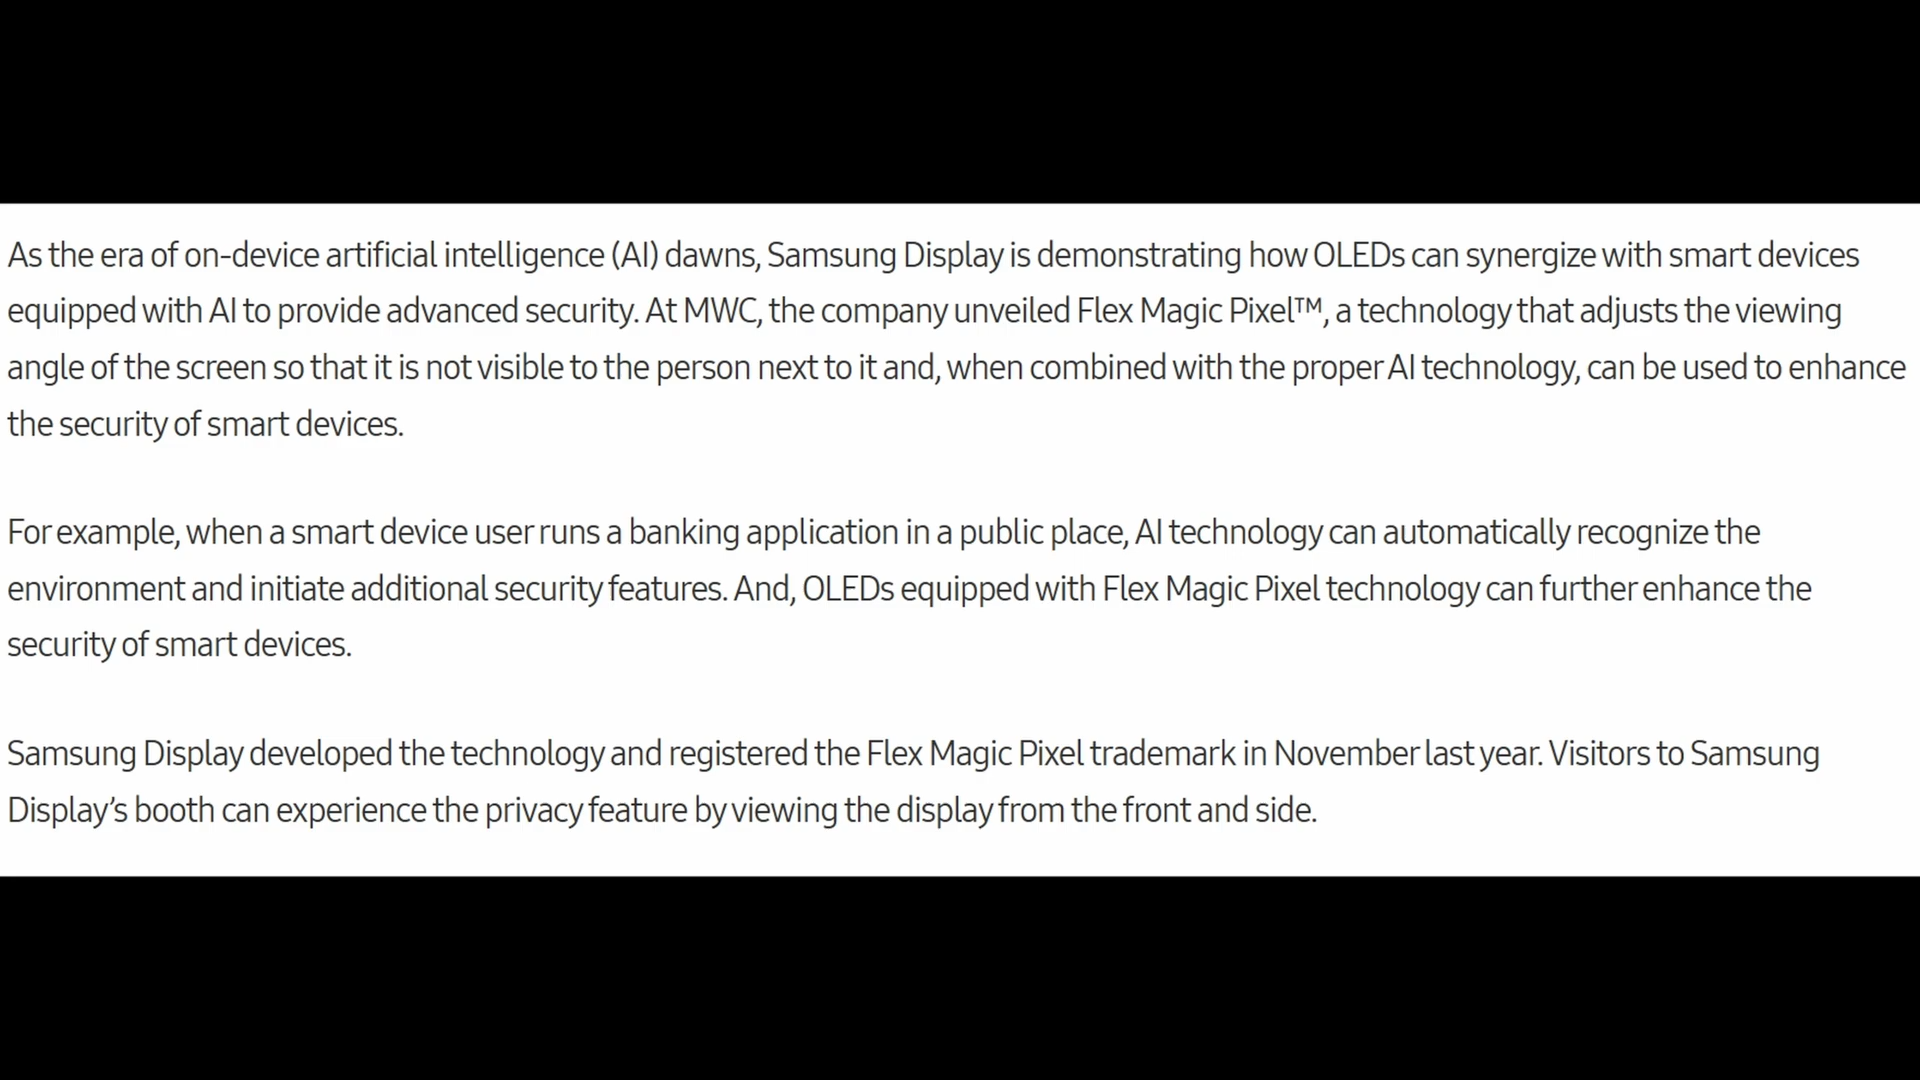 As the era of on-device artificial intelligence (AI) dawns, Samsung Display is demonstrating how OLEDs can synergize with smart devices
equipped with AI to provide advanced security. At MWC, the company unveiled Flex Magic Pixel™, a technology that adjusts the viewing
angle of the screen so that it is not visible to the person next to it and, when combined with the proper AI technology, can be used to enhance
the security of smart devices.
For example, when a smart device user runs a banking application in a public place, AI technology can automatically recognize the
environment and initiate additional security features. And, OLEDs equipped with Flex Magic Pixel technology can further enhance the
security of smart devices.
Samsung Display developed the technology and registered the Flex Magic Pixel trademark in November last year. Visitors to Samsung
Display’s booth can experience the privacy feature by viewing the display from the front and side.